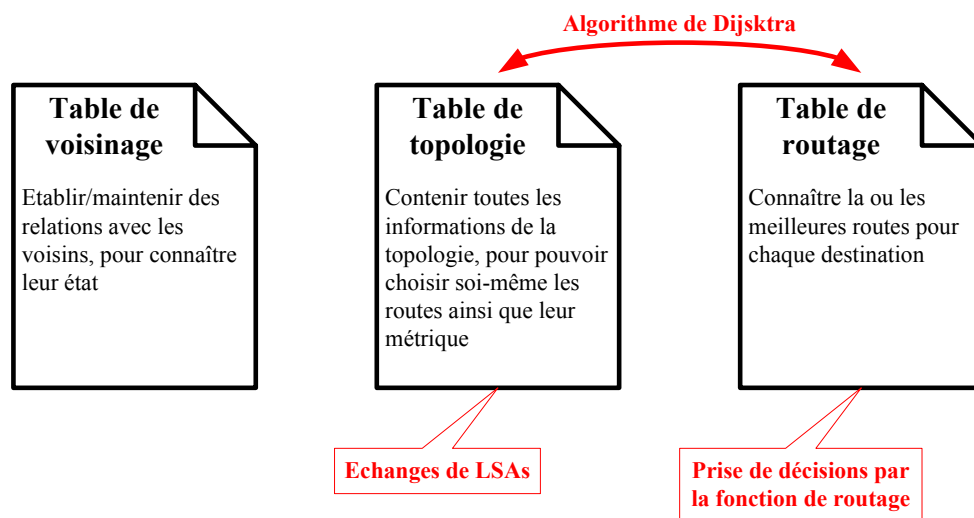 Algorithme de Dijsktra
Table de
voisinage
Etablir/maintenir des
relations avec les
voisins, pour connaître
leur état
Table de
topologie
Contenir toutes les
informations de la
topologie, pour pouvoir
choisir soi-même les
routes ainsi que leur
métrique
Table de
routage
Connaître la ou les
meilleures routes pour
chaque destination
Echanges de LSAs
Prise de décisions par
la fonction de routage